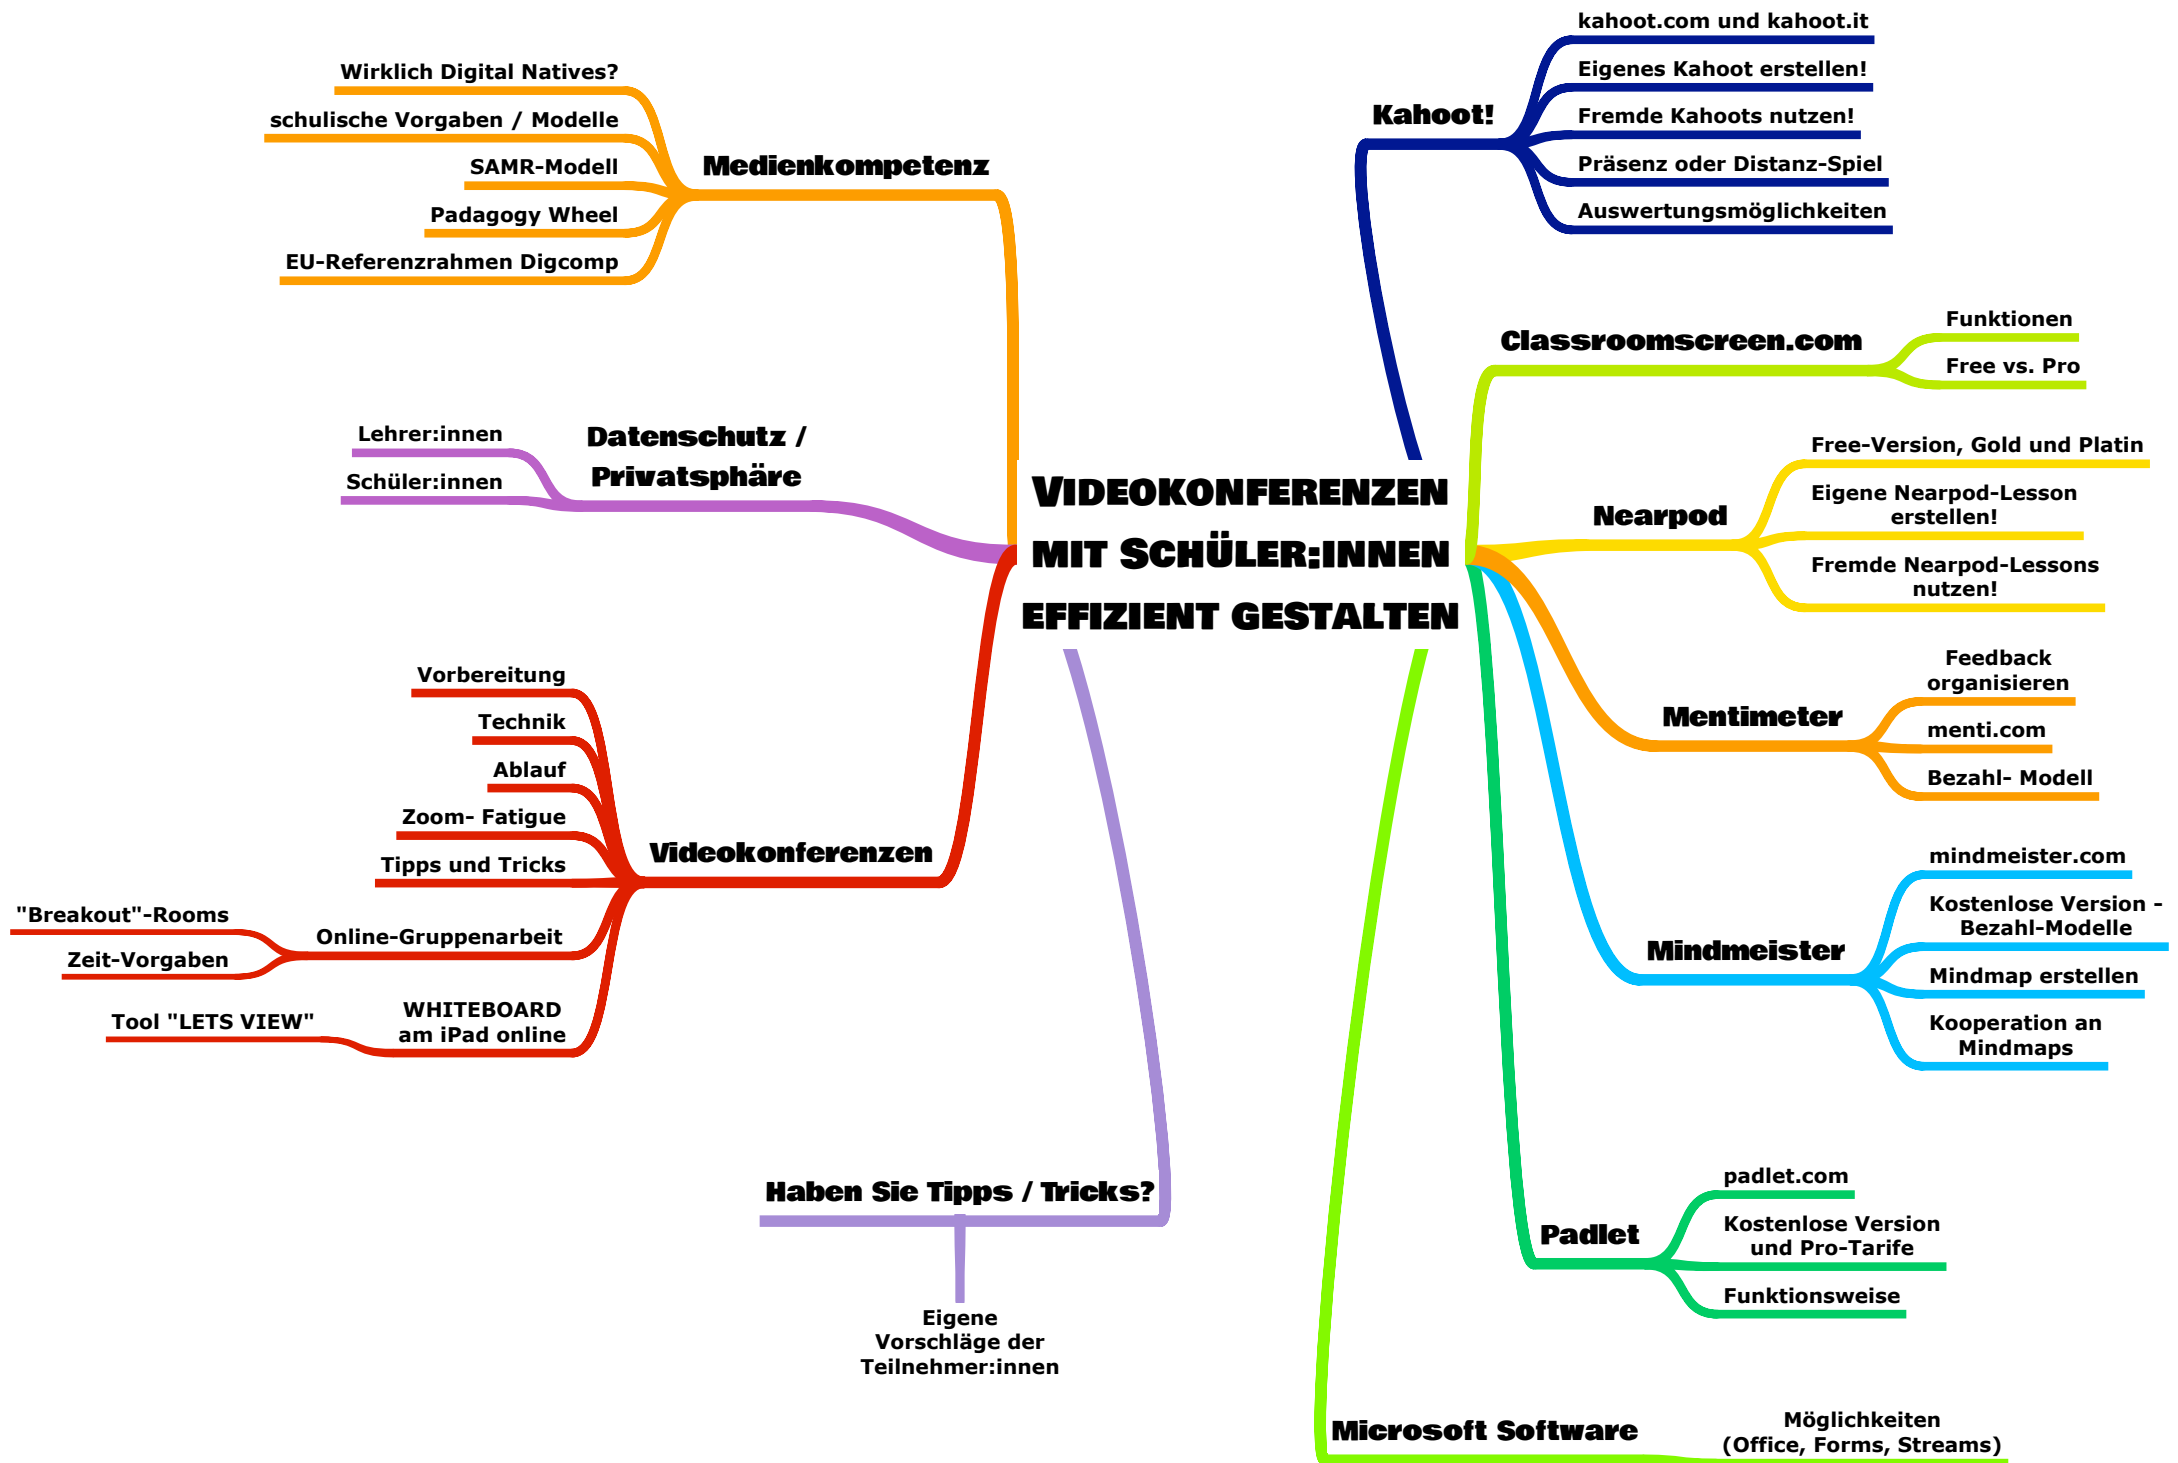 VIDEOKONFERENZEN
MIT SCHÜLER:INNEN
EFFIZIENT GESTALTEN
Medienkompetenz
Wirklich Digital Natives?
schulische Vorgaben / Modelle
SAMR-Modell
Padagogy Wheel
EU-Referenzrahmen Digcomp
Datenschutz /
Privatsphäre
Lehrer:innen
Schüler:innen
Videokonferenzen
Vorbereitung
Technik
Ablauf
Zoom- Fatigue
Tipps und Tricks
Online-Gruppenarbeit
"Breakout"-Rooms
Zeit-Vorgaben
WHITEBOARD
am iPad online
Tool "LETS VIEW"
Haben Sie Tipps / Tricks?
Eigene
Vorschläge der
Teilnehmer:innen
Kahoot!
kahoot.com und kahoot.it
Eigenes Kahoot erstellen!
Fremde Kahoots nutzen!
Präsenz oder Distanz-Spiel
Auswertungsmöglichkeiten
Classroomscreen.com
Funktionen
Free vs. Pro
Nearpod
Free-Version, Gold und Platin
Eigene Nearpod-Lesson
erstellen!
Fremde Nearpod-Lessons
nutzen!
Mentimeter
Feedback
organisieren
menti.com
Bezahl- Modell
Mindmeister
mindmeister.com
Kostenlose Version -
Bezahl-Modelle
Mindmap erstellen
Kooperation an
Mindmaps
Padlet
padlet.com
Kostenlose Version
und Pro-Tarife
Funktionsweise
Microsoft Software
Möglichkeiten
(Office, Forms, Streams)